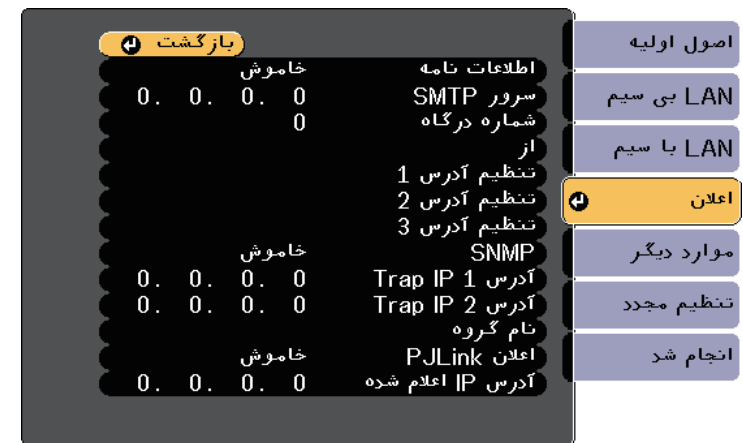 بازگشت
اطلاعات نامه خاموش
سرور SMTP 0. 0. 0. 0
شماره درگاه 0
از
تنظیم آدرس 1
تنظیم آدرس 2
تنظیم آدرس 3
SNMP خاموش
آدرس Trap IP 1 0. 0. 0. 0
آدرس Trap IP 2 0. 0. 0. 0
نام گروه
اعلان PJLink خاموش
آدرس IP اعلام شده 0. 0. 0. 0
اصول اولیه
LAN بی سیم
LAN با سیم
اعلان
موارد دیگر
تنظیم مجدد
انجام شد